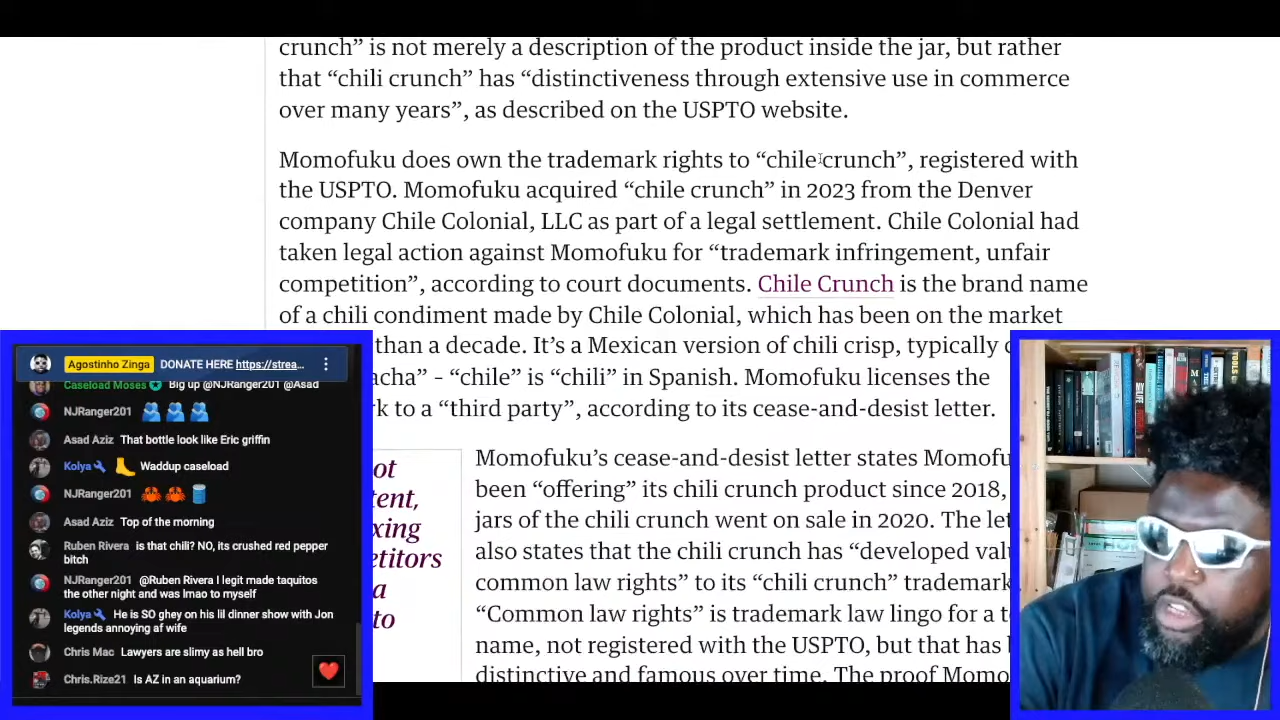 crunch” is not merely a description of the product inside the jar, but rather
that “chili crunch” has “distinctiveness through extensive use in commerce
over many years”, as described on the USPTO website.
Momofuku does own the trademark rights to “chile crunch”, registered with
the USPTO. Momofuku acquired “chile crunch” in 2023 from the Denver
company Chile Colonial, LLC as part of a legal settlement. Chile Colonial had
taken legal action against Momofuku for “trademark infringement, unfair
competition”, according to court documents. Chile Crunch is the brand name
of a chili condiment made by Chile Colonial, which has been on the market
than a decade. It’s a Mexican version of chili crisp, typically
acha” – “chile” is “chili” in Spanish. Momofuku licenses the
k to a “third party”, according to its cease-and-desist letter.
ot
tent,
xing
etitors
a
to
Momofuku’s cease-and-desist letter states Momofu
been “offering” its chili crunch product since 2018,
jars of the chili crunch went on sale in 2020. The let
also states that the chili crunch has “developed val
common law rights” to its “chili crunch” trademark
“Common law rights” is trademark law lingo for a t
name, not registered with the USPTO, but that has
distinctive and famous over time. The proof Momo
Agostinho Zinga DONATE HERE https://strea...
Caseload Moses Big up @NJRanger201 @Asad
NJRanger201
Asad Aziz That bottle look like Eric griffin
Kolya Waddup caseload
NJRanger201
Asad Aziz Top of the morning
Ruben Rivera is that chili? NO, its crushed red pepper
bitch
NJRanger201 @Ruben Rivera I legit made taquitos
the other night and was lmao to myself
Kolya He is SO ghey on his lil dinner show with Jon
legends annoying af wife
Chris Mac Lawyers are slimy as hell bro
Chris.Rize21 Is AZ in an aquarium?